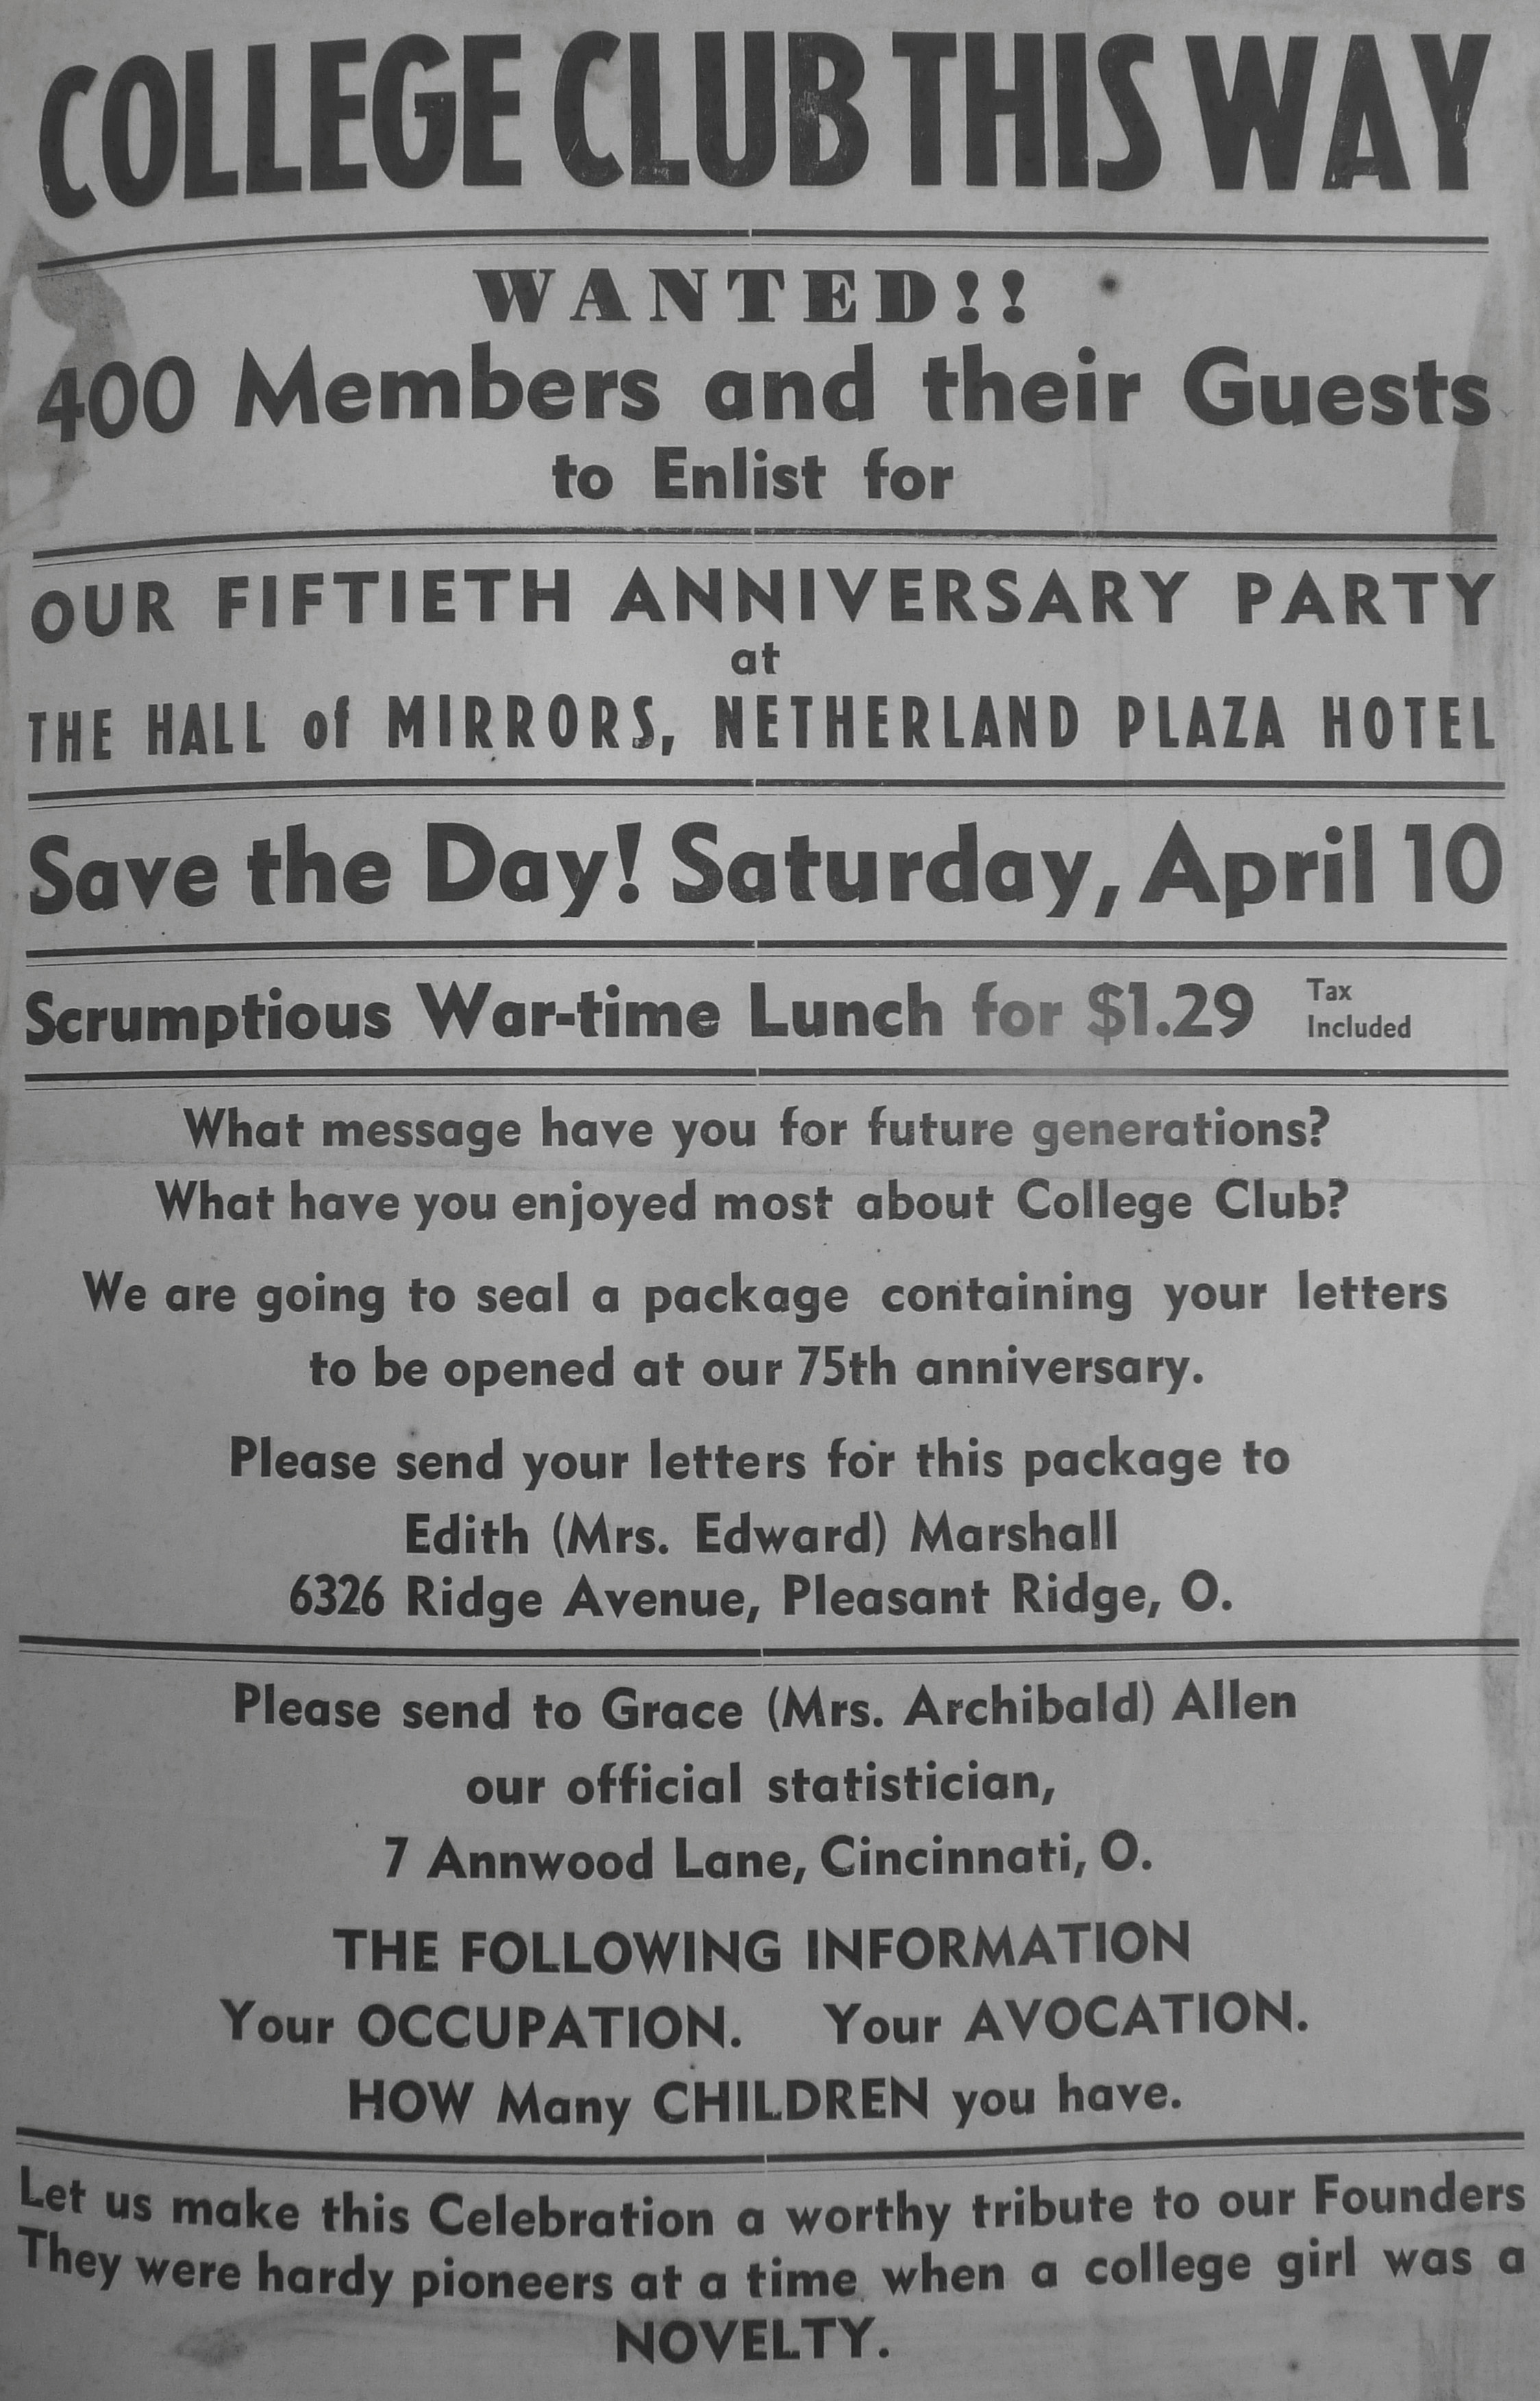 COLLEGE CLUB THIS WAY
WANTED!!
400 Members and their Guests
to Enlist for
OUR FIFTIETH ANNIVERSARY PARTY
at
THE HALL of MIRRORS, NETHERLAND PLAZA HOTEL
Save the Day! Saturday, April 10
Scrumptious War-time Lunch for $1.29 Tax
Included
What message have you for future generations?
What have you enjoyed most about College Club?
We are going to seal a package containing your letters
to be opened at our 75th anniversary.
Please send your letters for this package to
Edith (Mrs. Edward) Marshall
6326 Ridge Avenue, Pleasant Ridge, O.
Please send to Grace (Mrs. Archibald) Allen
our official statistician,
7 Annwood Lane, Cincinnati, O.
THE FOLLOWING INFORMATION
Your OCCUPATION. Your AVOCATION.
HOW Many CHILDREN you have.
Let us make this Celebration a worthy tribute to our Founders
They were hardy pioneers at a time when a college girl was a
NOVELTY.